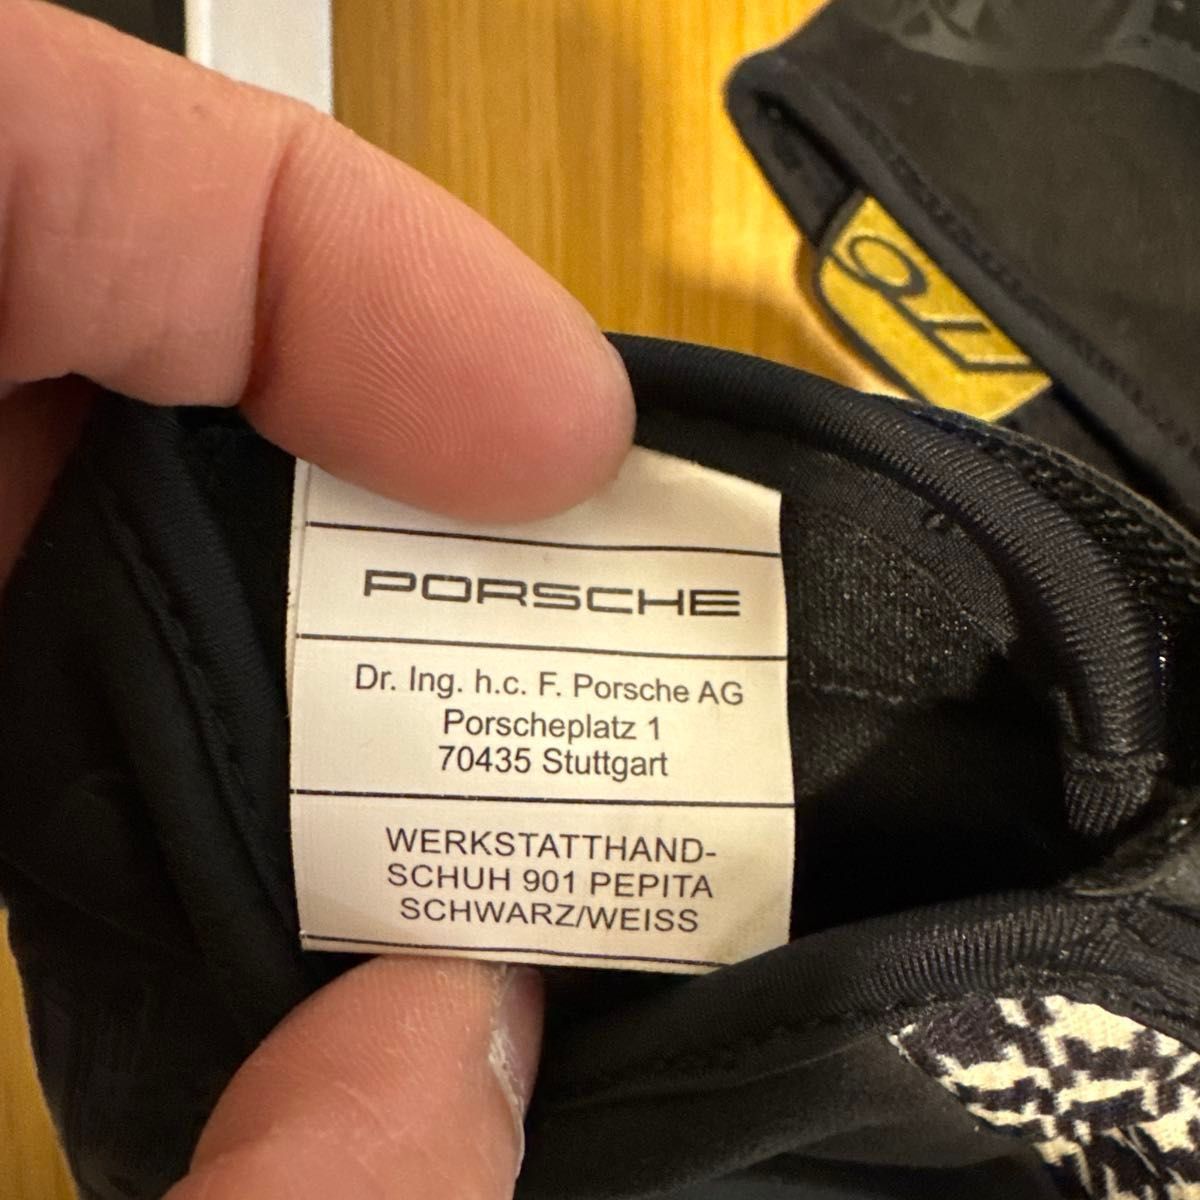 PORSCHE
Dr. Ing. h.c. F. Porsche AG
Porscheplatz 1
70435 Stuttgart
WERKSTATTHAND-
SCHUH 901 PEPITA
SCHWARZ/WEISS